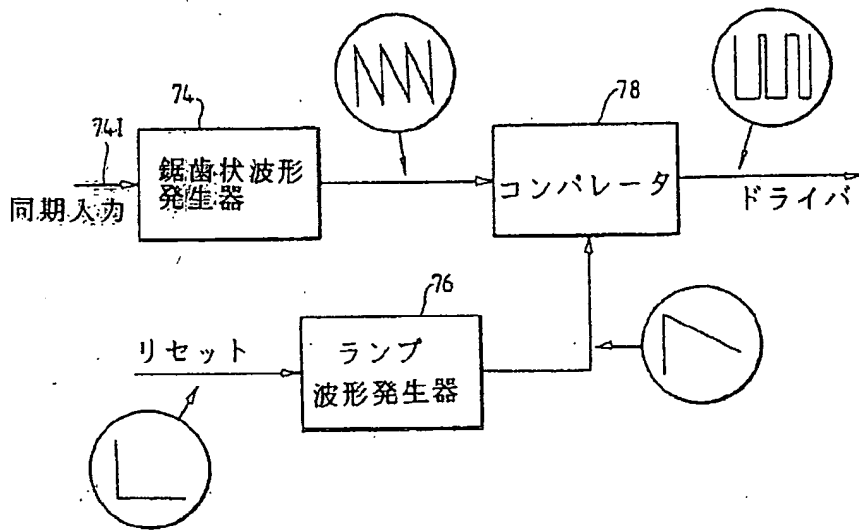 74
74I
同期入力
鋸歯状波形
発生器
78
コンパレータ
ドライバ
76
リセット
ランプ
波形発生器